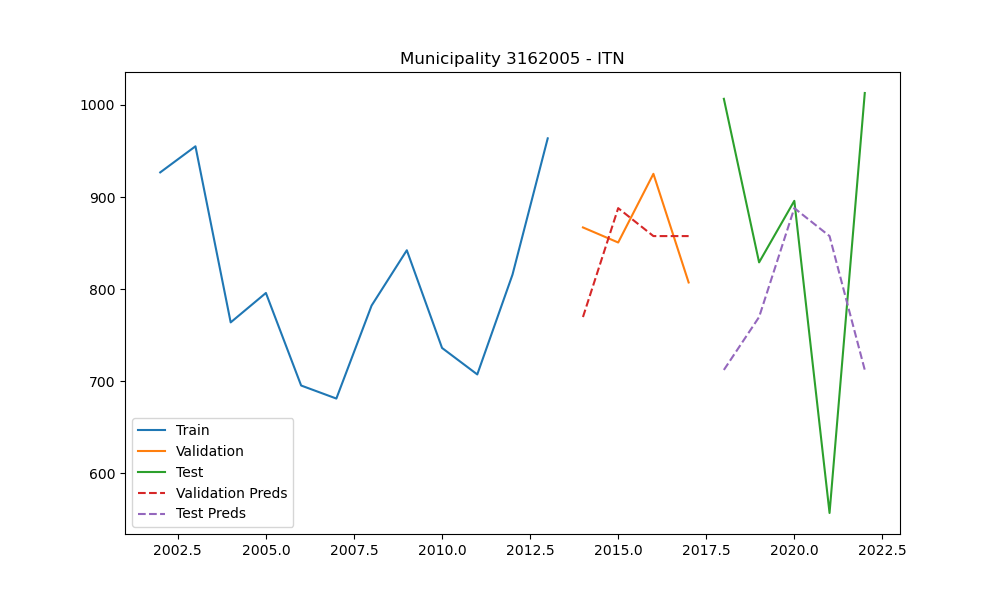 Municipality 3162005 - ITN
1000
900
800
700
600
Train
Validation
Test
Validation Preds
Test Preds
2002.5 2005.0 2007.5 2010.0 2012.5 2015.0 2017.5 2020.0 2022.5